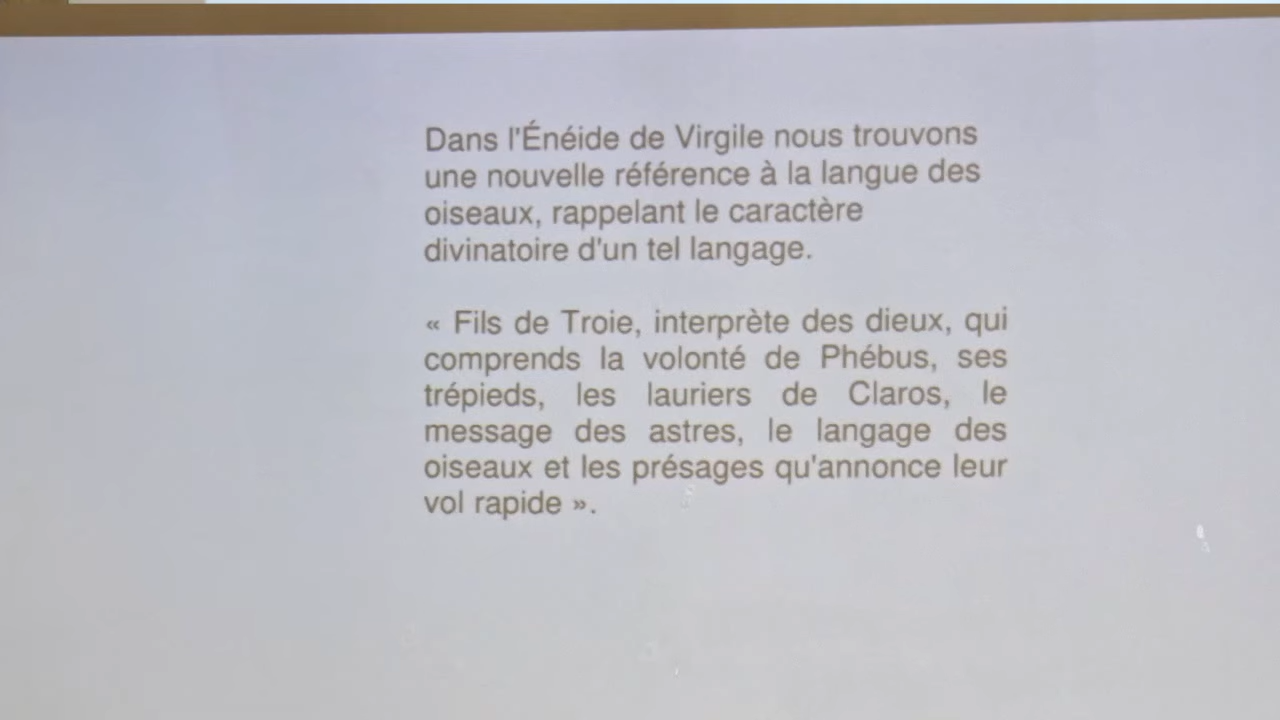 Dans l'Énéide de Virgile nous trouvons
une nouvelle référence à la langue des
oiseaux, rappelant le caractère
divinatoire d'un tel langage.
« Fils de Troie, interprète des dieux, qui
comprends la volonté de Phébus, ses
trépieds, les lauriers de Claros, le
message des astres, le langage des
oiseaux et les présages qu'annonce leur
vol rapide ».